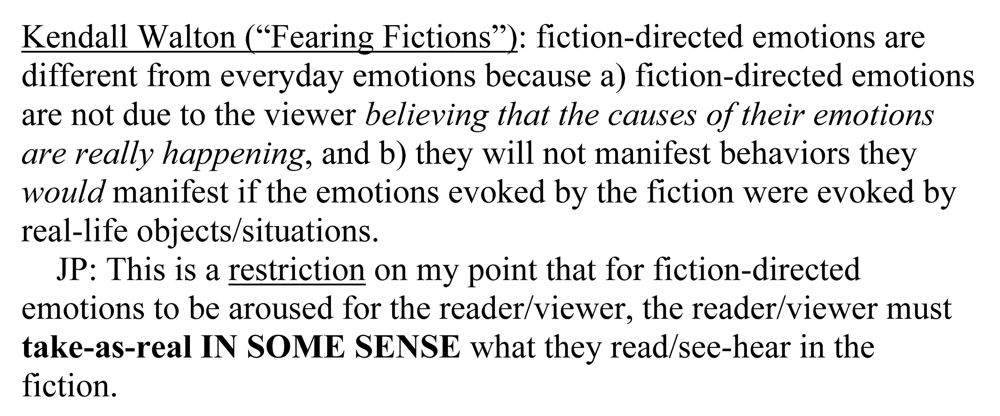 Kendall Walton (“Fearing Fictions”): fiction-directed emotions are
different from everyday emotions because a) fiction-directed emotions
are not due to the viewer believing that the causes of their emotions
are really happening, and b) they will not manifest behaviors they
would manifest if the emotions evoked by the fiction were evoked by
real-life objects/situations.
JP: This is a restriction on my point that for fiction-directed
emotions to be aroused for the reader/viewer, the reader/viewer must
take-as-real IN SOME SENSE what they read/see-hear in the
fiction.